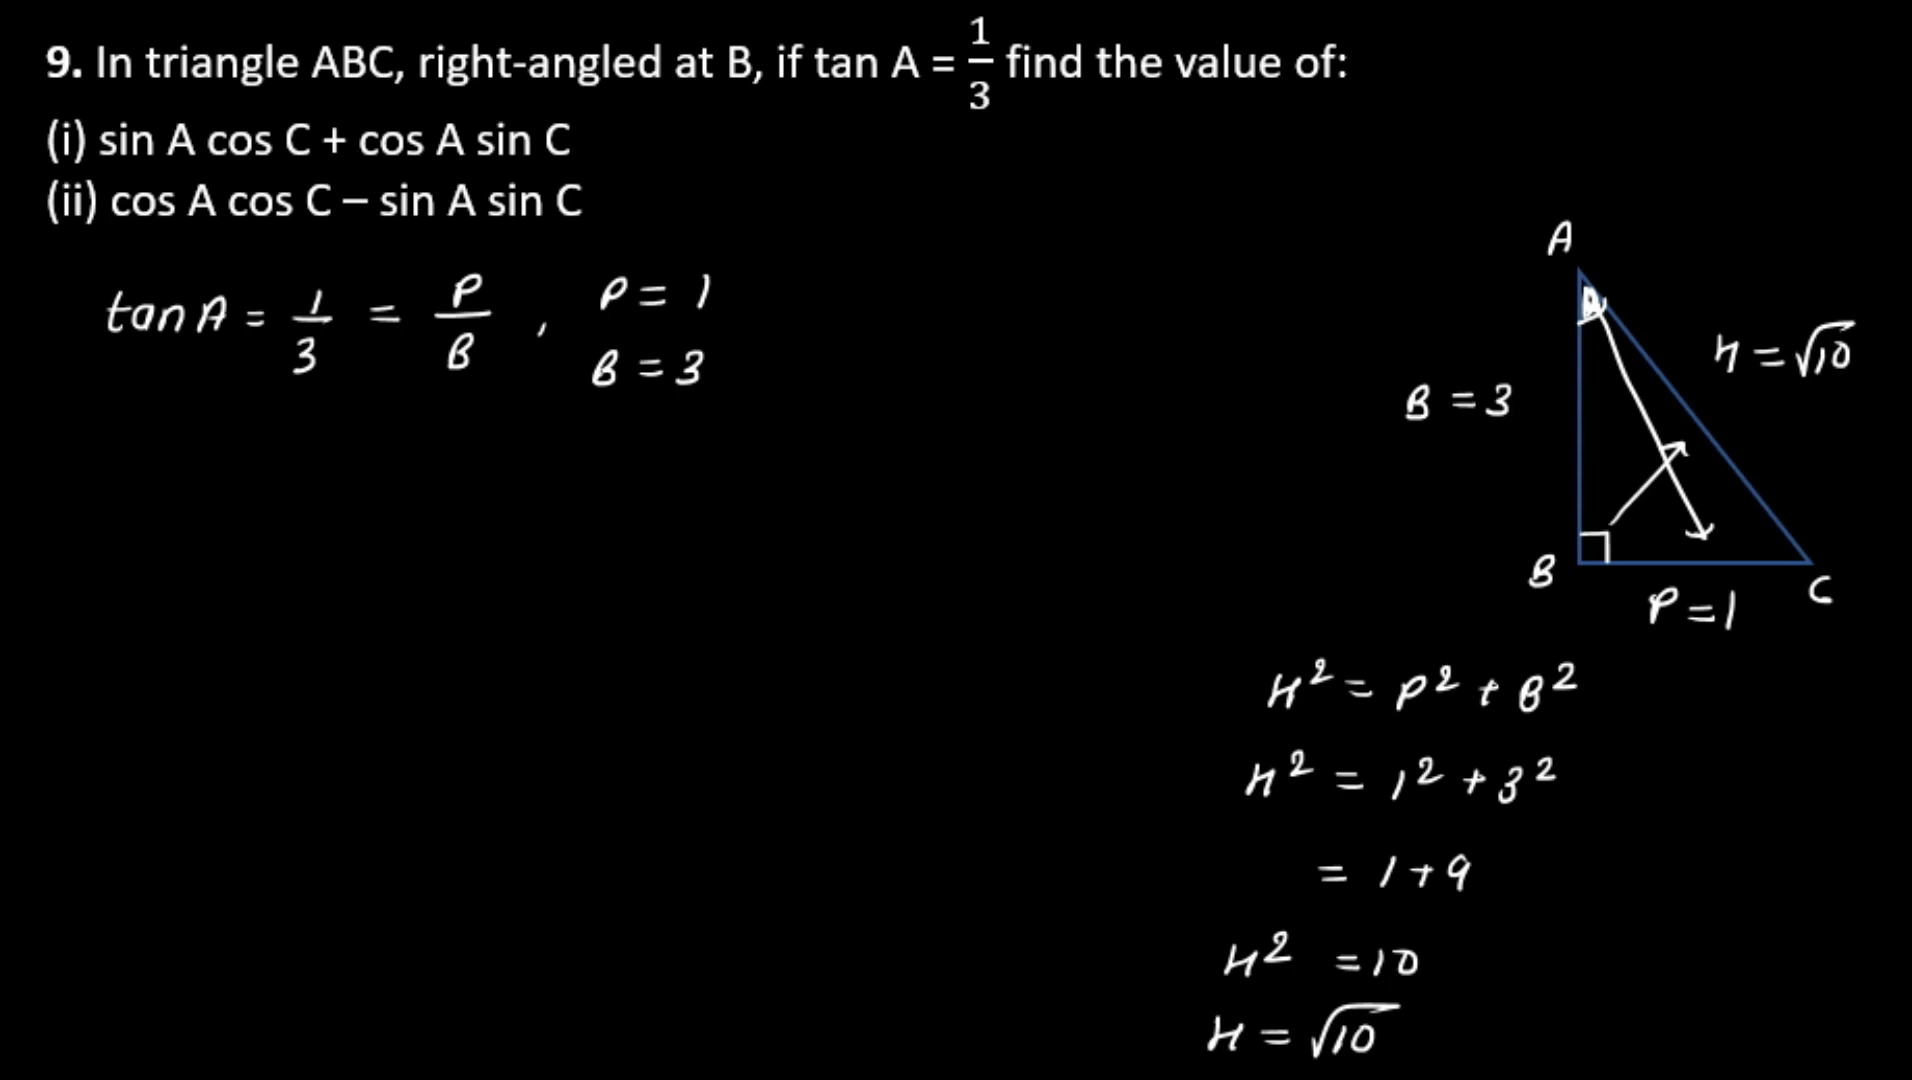 9. In triangle ABC, right-angled at B, if tan A = 1/3 find the value of:
(i) sin A cos C + cos A sin C
(ii) cos A cos C – sin A sin C
tan A = 1/3 = P/B , P = 1
B = 3
A
H = √10
B = 3
B
C
P = 1
H² = P² + B²
H² = 1² + 3²
= 1 + 9
H² = 10
H = √10